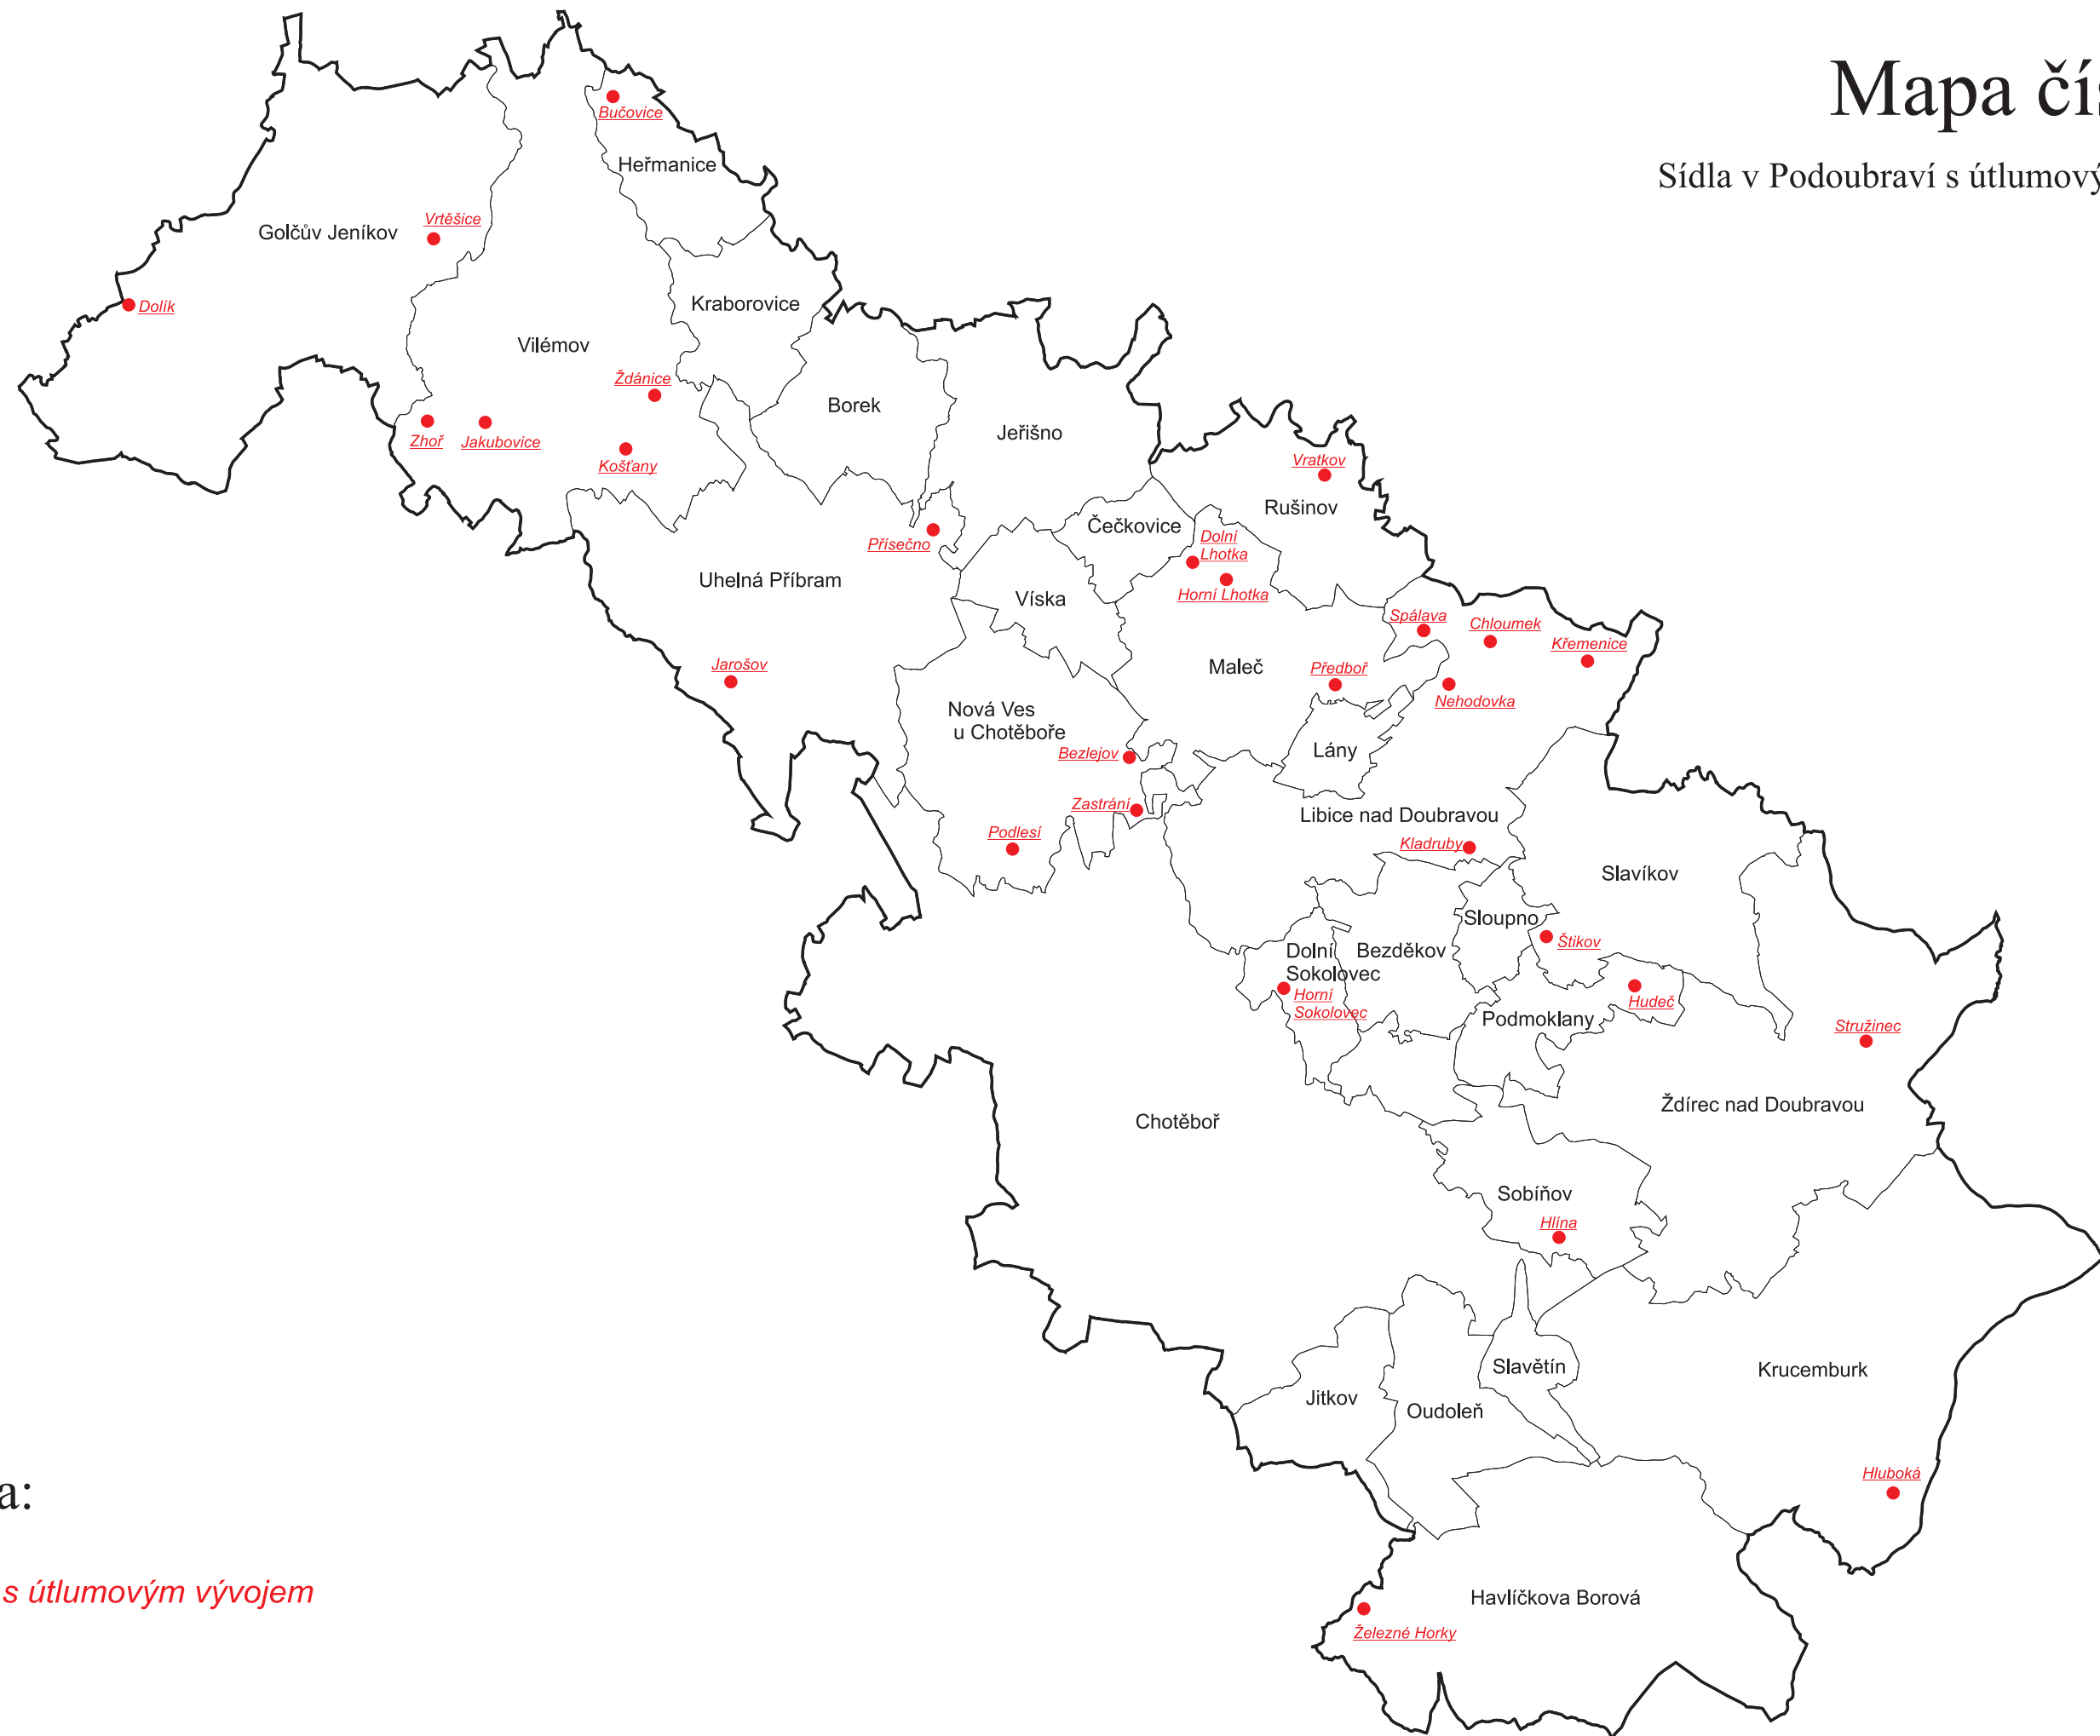 Mapa čís
Sídla v Podoubraví s útlumový
Bučovice
Heřmanice
Vrtěšice
Golčův Jeníkov
Dolík
Kraborovice
Vilémov
Ždánice
Borek
Jeřišno
Zhoř
Jakubovice
Košťany
Vratkov
Rušinov
Čečkovice
Dolní
Lhotka
Přísečno
Uhelná Příbram
Víska
Horní Lhotka
Spálava
Chloumek
Křemenice
Jarošov
Maleč
Předboř
Nehodovka
Nová Ves
u Chotěboře
Bezlejov
Lány
Zastrání
Libice nad Doubravou
Podlesí
Kladruby
Slavíkov
Sloupno
Štikov
Dolní
Sokolovec
Bezděkov
Horní
Sokolovec
Hudeč
Podmoklany
Stružinec
Ždírec nad Doubravou
Chotěboř
Sobíňov
Hlína
Slavětín
Krucemburk
Jitkov
Oudoleň
Hluboká
a:
s útlumovým vývojem
Havlíčkova Borová
Železné Horky